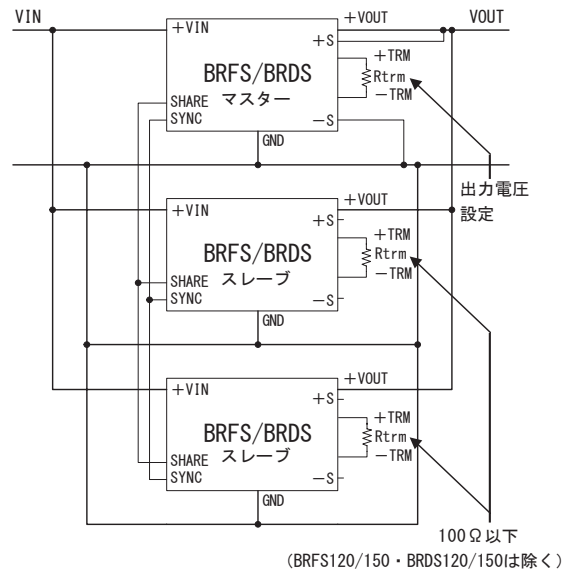 VIN
+VOUT
VOUT
+VIN
+S
+TRM
BRFS/BRDS
Rtrm
マスター
SHARE
-TRM
SYNC
-S
GND
出力電圧
設定
+VIN
+VOUT
+S
+TRM
BRFS/BRDS
Rtrm
スレーブ
SHARE
-TRM
SYNC
-S
GND
+VIN
+VOUT
+S
+TRM
BRFS/BRDS
Rtrm
スレーブ
SHARE
-TRM
SYNC
-S
GND
100Ω以下
(BRFS120/150・BRDS120/150は除く)